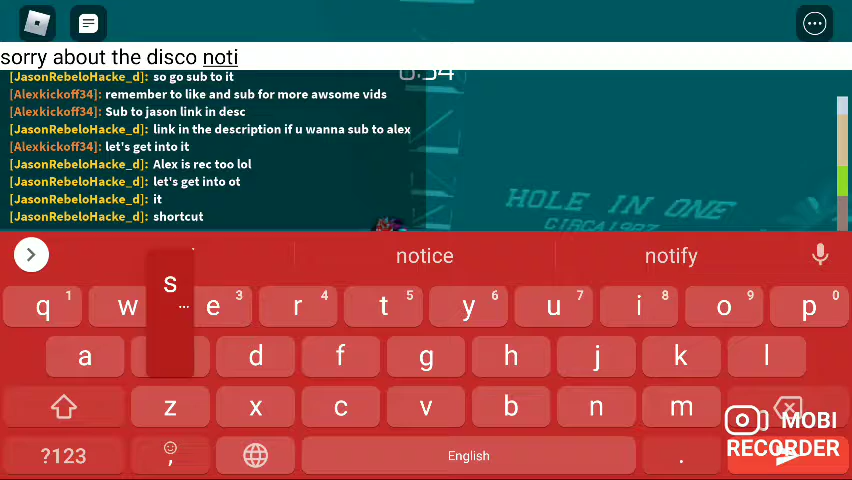 sorry about the disco noti
[JasonRebeloHacke_d]: so go sub to it
[Alexkickoff34]: remember to like and sub for more awsome vids
[Alexkickoff34]: Sub to jason link in desc
[JasonRebeloHacke_d]: link in the description if u wanna sub to alex
[Alexkickoff34]: let's get into it
[JasonRebeloHacke_d]: Alex is rec too lol
[JasonRebeloHacke_d]: let's get into ot
[JasonRebeloHacke_d]: it
[JasonRebeloHacke_d]: shortcut
HOLE IN ONE
CIRCA 1987
notice notify
s
...
q 1 w e 3 r 4 t 5 y 6 u 7 i 8 o 9 p 0
a d f g h j k l
z x c v b n m
?123 , English .
MOBI
RECORDER